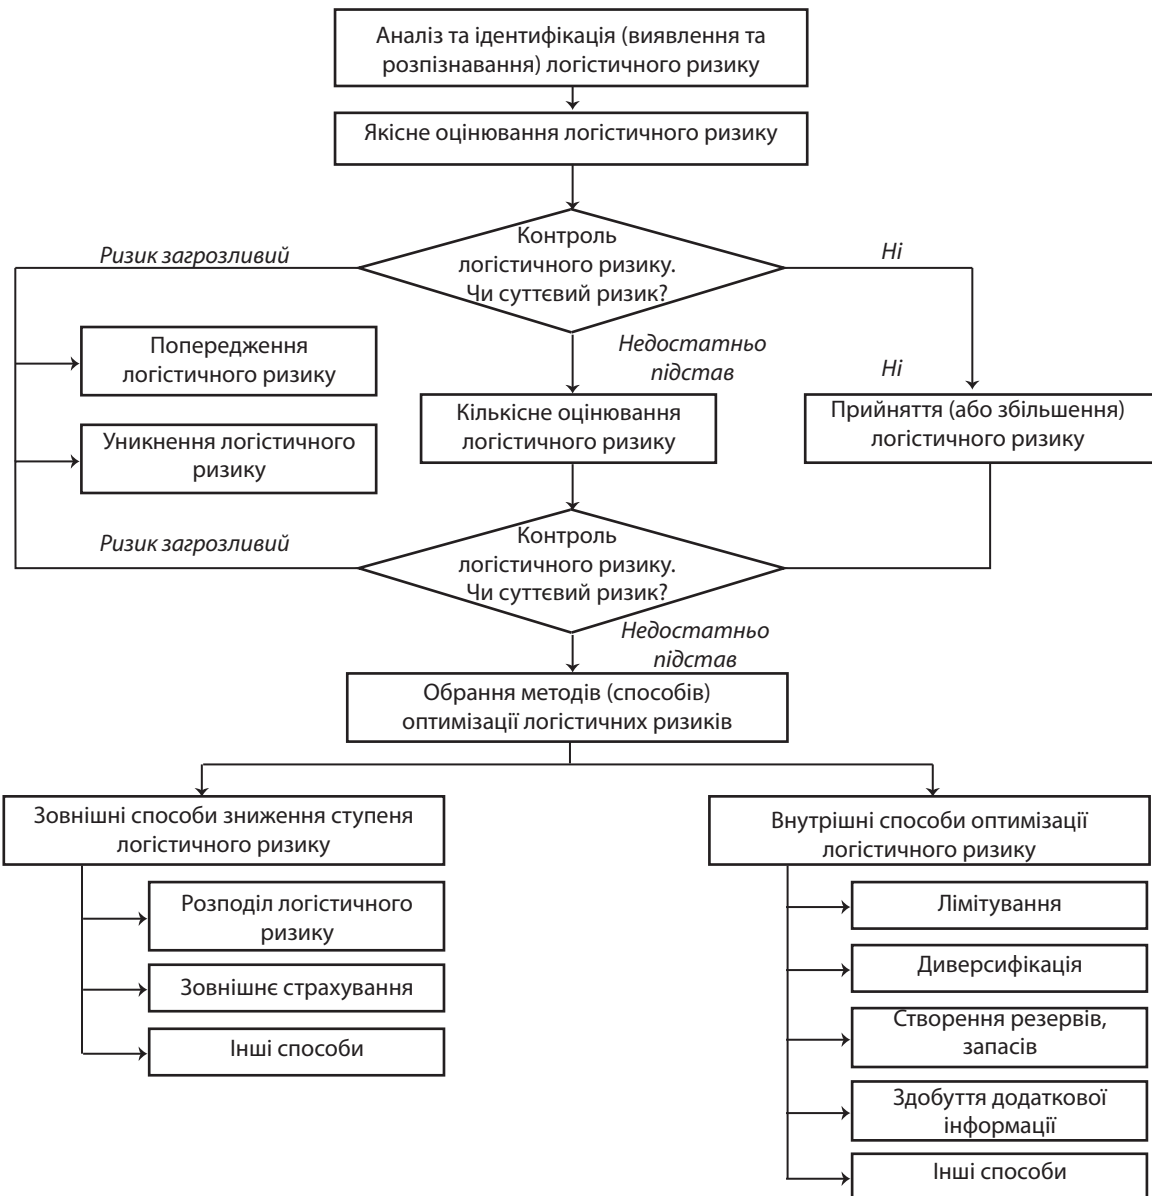 Аналіз та ідентифікація (виявлення та
розпізнавання) логістичного ризику
Якісне оцінювання логістичного ризику
Контроль
логістичного ризику.
Чи суттєвий ризик?
Ризик загрозливий
Ні
Попередження
логістичного ризику
Недостатньо
підстав
Ні
Кількісне оцінювання
логістичного ризику
Прийняття (або збільшення)
логістичного ризику
Уникнення логістичного
ризику
Ризик загрозливий
Контроль
логістичного ризику.
Чи суттєвий ризик?
Недостатньо
підстав
Обрання методів (способів)
оптимізації логістичних ризиків
Зовнішні способи зниження ступеня
логістичного ризику
Розподіл логістичного
ризику
Зовнішнє страхування
Інші способи
Внутрішні способи оптимізації
логістичного ризику
Лімітування
Диверсифікація
Створення резервів,
запасів
Здобуття додаткової
інформації
Інші способи